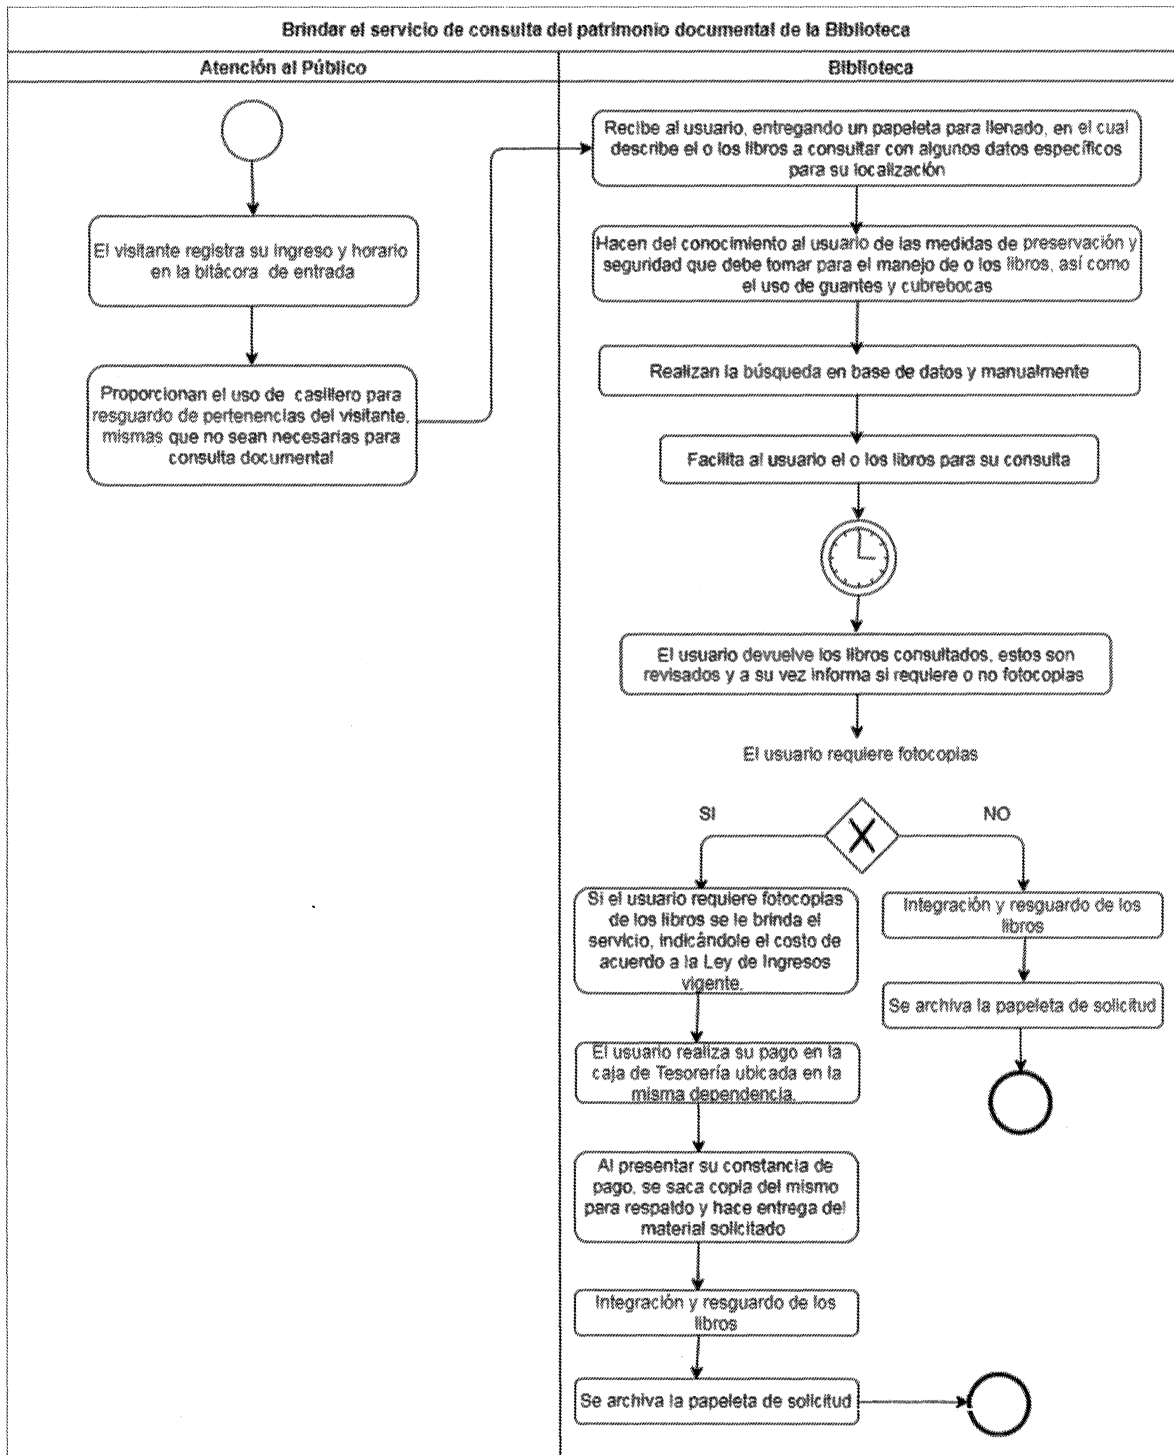 Brindar el servicio de consulta del patrimonio documental de la Biblioteca
Atención al Público
Biblioteca
El visitante registra su ingreso y horario
en la bitácora de entrada
Proporcionan el uso de casillero para
resguardo de pertenencias del visitante,
mismas que no sean necesarias para
consulta documental
Recibe al usuario, entregando un papeleta para llenado, en el cual
describe el o los libros a consultar con algunos datos específicos
para su localización
Hacen del conocimiento al usuario de las medidas de preservación y
seguridad que debe tomar para el manejo de o los libros, así como
el uso de guantes y cubrebocas
Realizan la búsqueda en base de datos y manualmente
Facilita al usuario el o los libros para su consulta
El usuario devuelve los libros consultados, estos son
revisados y a su vez informa si requiere o no fotocopias
El usuario requiere fotocopias
SI
NO
Si el usuario requiere fotocopias
de los libros se le brinda el
servicio, indicándole el costo de
acuerdo a la Ley de Ingresos
vigente.
El usuario realiza su pago en la
caja de Tesorería ubicada en la
misma dependencia.
Al presentar su constancia de
pago, se saca copia del mismo
para respaldo y hace entrega del
material solicitado
Integración y resguardo de los
libros
Se archiva la papeleta de solicitud
Integración y resguardo de los
libros
Se archiva la papeleta de solicitud